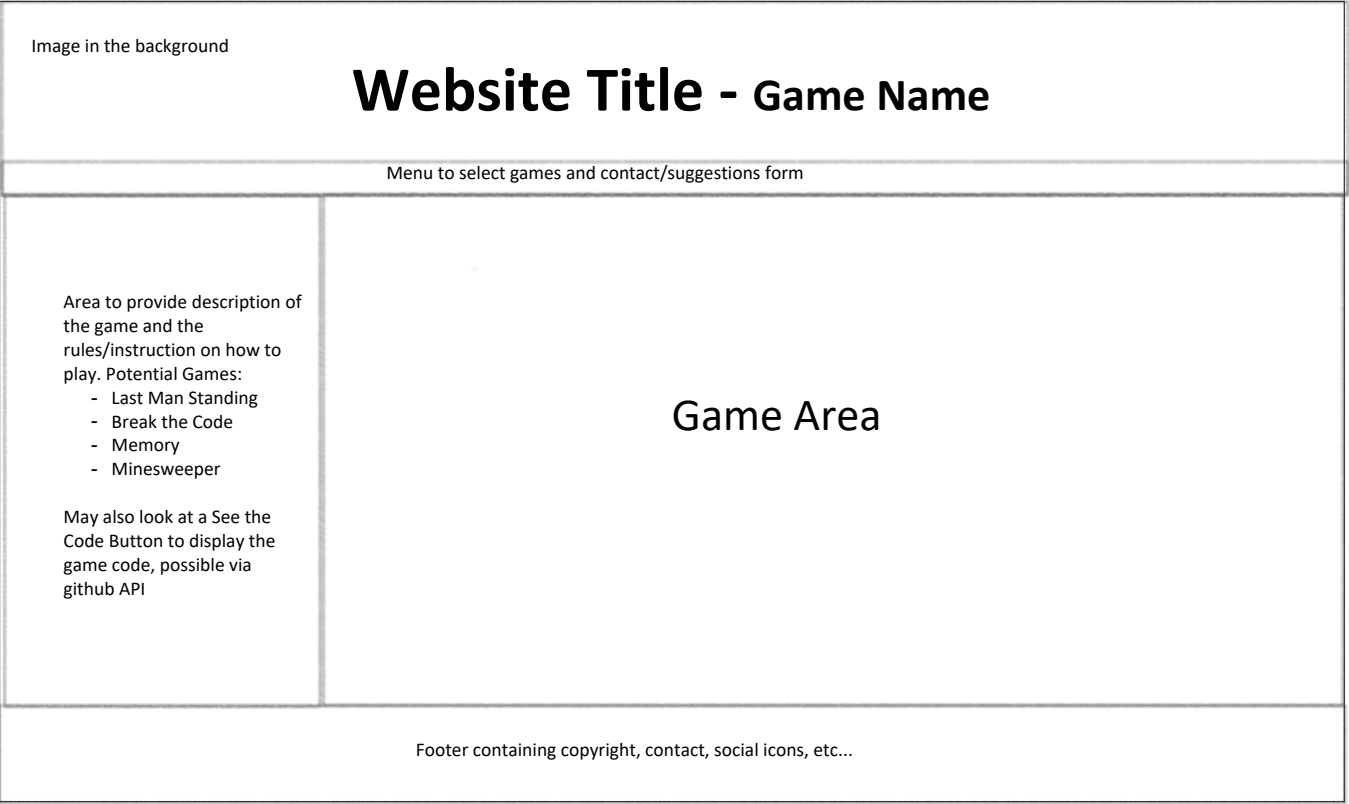 Image in the background
Website Title - Game Name
Menu to select games and contact/suggestions form
Area to provide description of
the game and the
rules/instruction on how to
play. Potential Games:
- Last Man Standing
- Break the Code
- Memory
- Minesweeper
May also look at a See the
Code Button to display the
game code, possible via
github API
Game Area
Footer containing copyright, contact, social icons, etc...